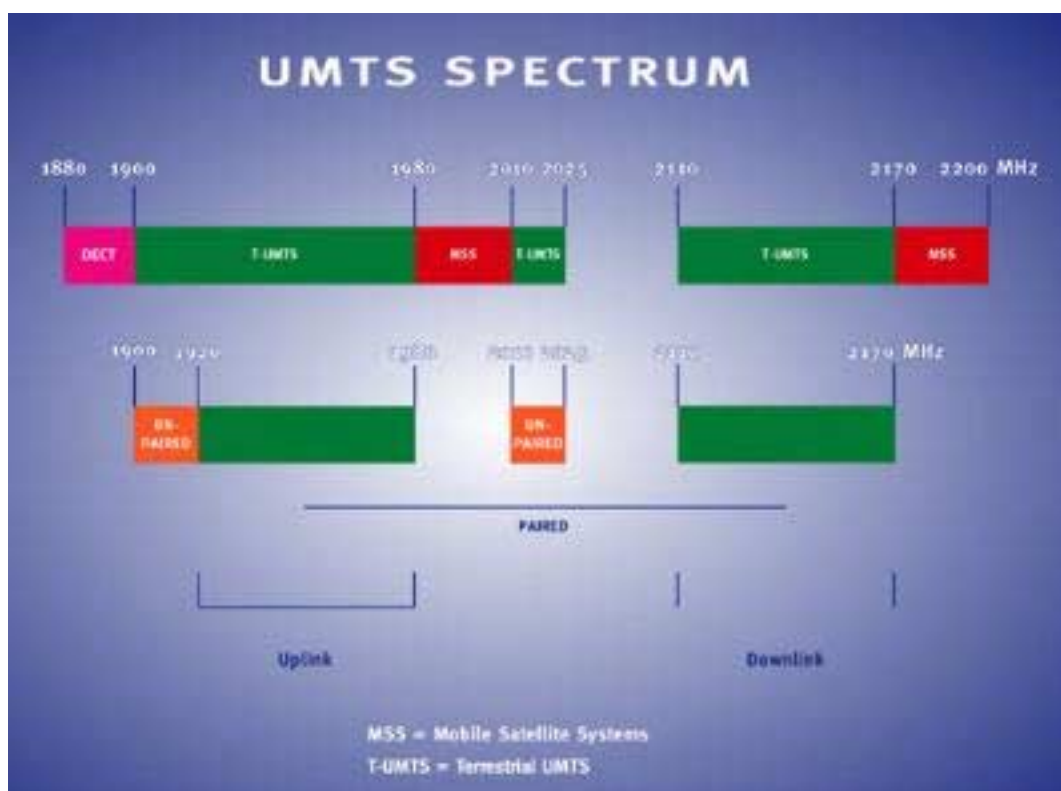 UMTS SPECTRUM
1880 1900 1980 2010 2025 2110 2170 2200 MHz
DECT T-UMTS MSS T-UMTS T-UMTS MSS
1900 1920 2170 MHz
UN-
PAIRED
UN-
PAIRED
PAIRED
Uplink Downlink
MSS = Mobile Satellite Systems
T-UMTS = Terrestrial UMTS